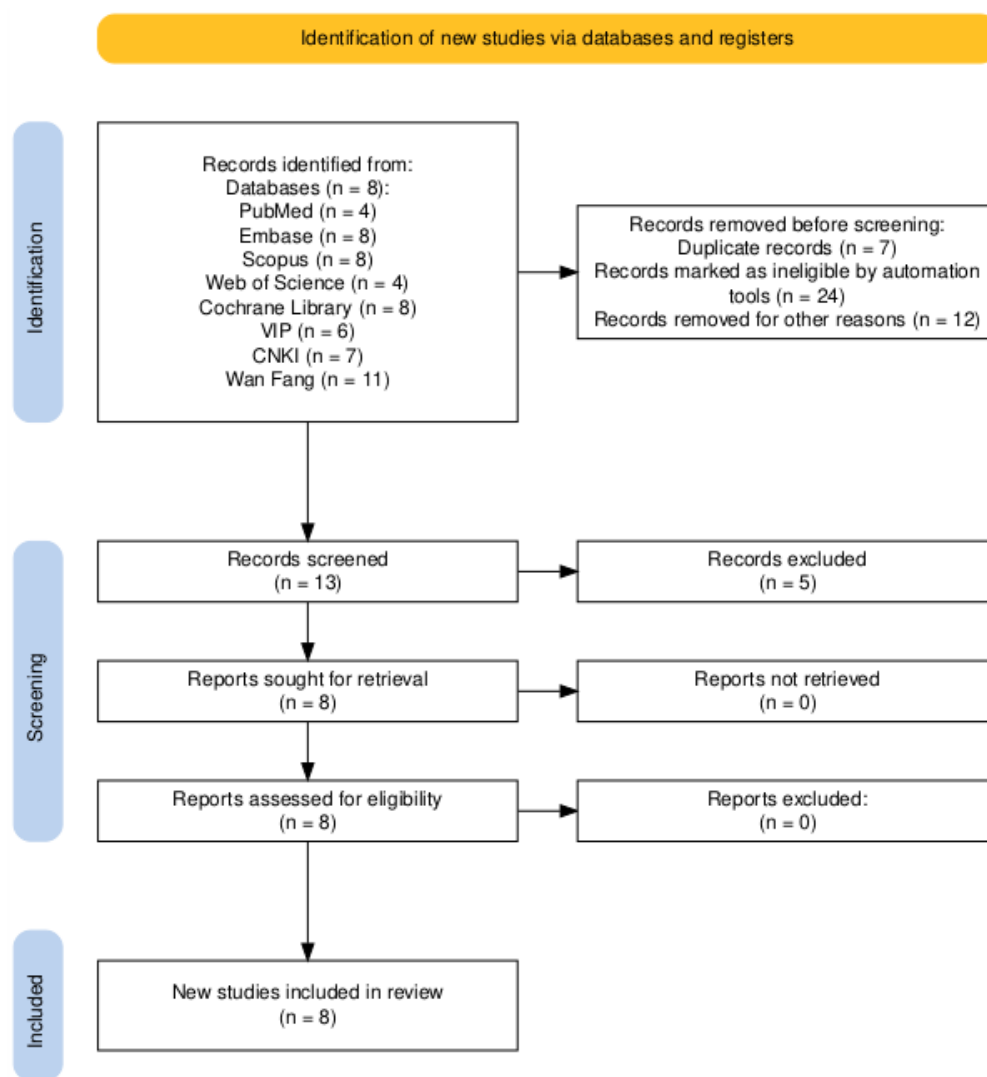 Identification of new studies via databases and registers
Identification
Records identified from:
Databases (n = 8):
PubMed (n = 4)
Embase (n = 8)
Scopus (n = 8)
Web of Science (n = 4)
Cochrane Library (n = 8)
VIP (n = 6)
CNKI (n = 7)
Wan Fang (n = 11)
Records removed before screening:
Duplicate records (n = 7)
Records marked as ineligible by automation
tools (n = 24)
Records removed for other reasons (n = 12)
Screening
Records screened
(n = 13)
Records excluded
(n = 5)
Reports sought for retrieval
(n = 8)
Reports not retrieved
(n = 0)
Reports assessed for eligibility
(n = 8)
Reports excluded:
(n = 0)
Included
New studies included in review
(n = 8)